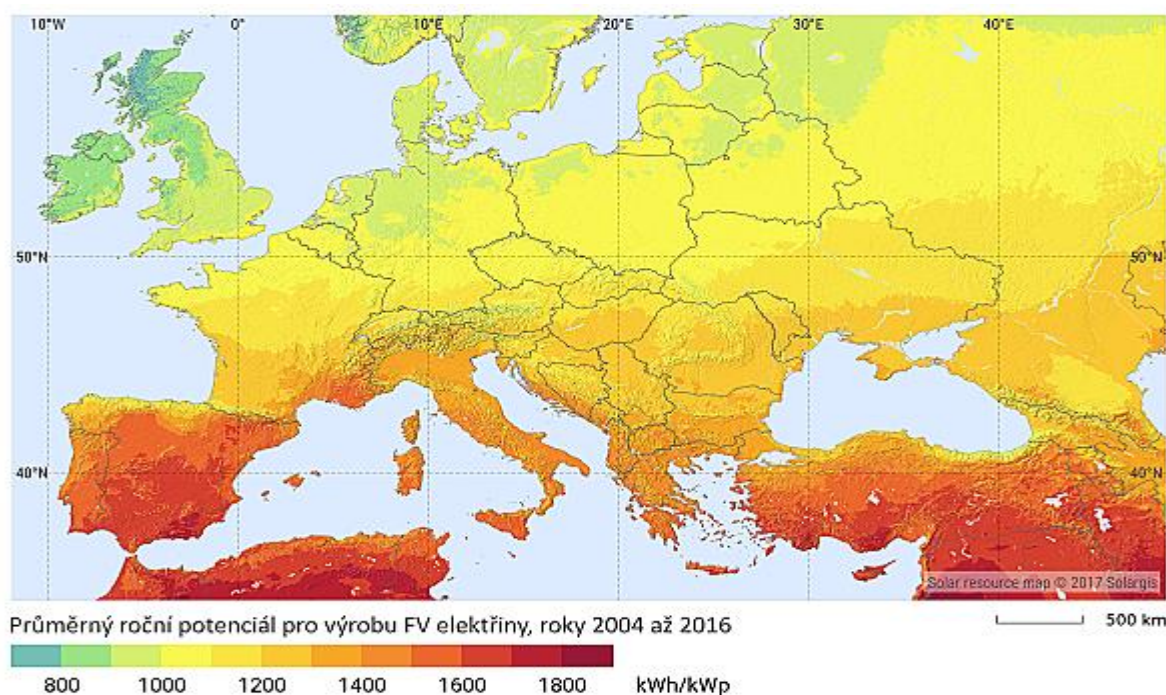 10°W 0° 10°E 20°E 30°E 40°E
50°N 50°N
40°N 40°N
Solar resource map © 2017 Solargis
Průměrný roční potenciál pro výrobu FV elektřiny, roky 2004 až 2016
500 km
800 1000 1200 1400 1600 1800 kWh/kWp